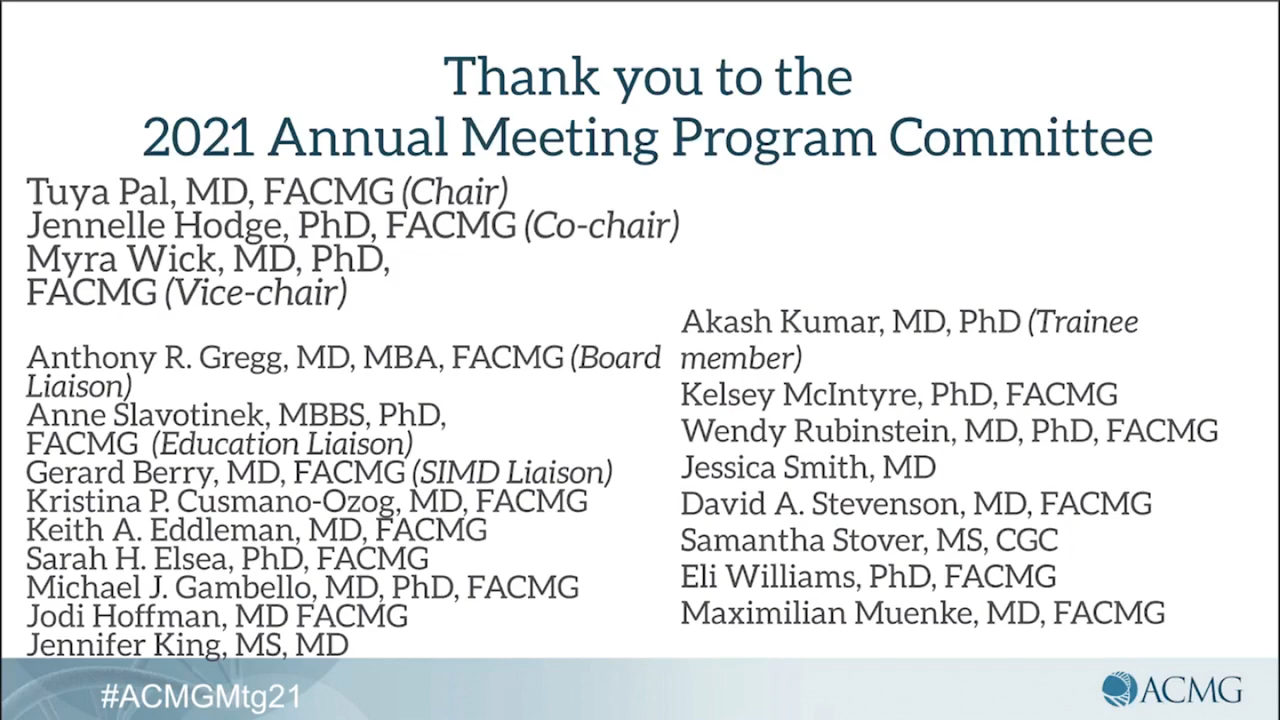 Thank you to the
2021 Annual Meeting Program Committee
Tuya Pal, MD, FACMG (Chair)
Jennelle Hodge, PhD, FACMG (Co-chair)
Myra Wick, MD, PhD,
FACMG (Vice-chair)
Anthony R. Gregg, MD, MBA, FACMG (Board
Liaison)
Anne Slavotinek, MBBS, PhD,
FACMG (Education Liaison)
Gerard Berry, MD, FACMG (SIMD Liaison)
Kristina P. Cusmano-Ozog, MD, FACMG
Keith A. Eddleman, MD, FACMG
Sarah H. Elsea, PhD, FACMG
Michael J. Gambello, MD, PhD, FACMG
Jodi Hoffman, MD FACMG
Jennifer King, MS, MD
Akash Kumar, MD, PhD (Trainee
member)
Kelsey McIntyre, PhD, FACMG
Wendy Rubinstein, MD, PhD, FACMG
Jessica Smith, MD
David A. Stevenson, MD, FACMG
Samantha Stover, MS, CGC
Eli Williams, PhD, FACMG
Maximilian Muenke, MD, FACMG
#ACMGMtg21
ACMG